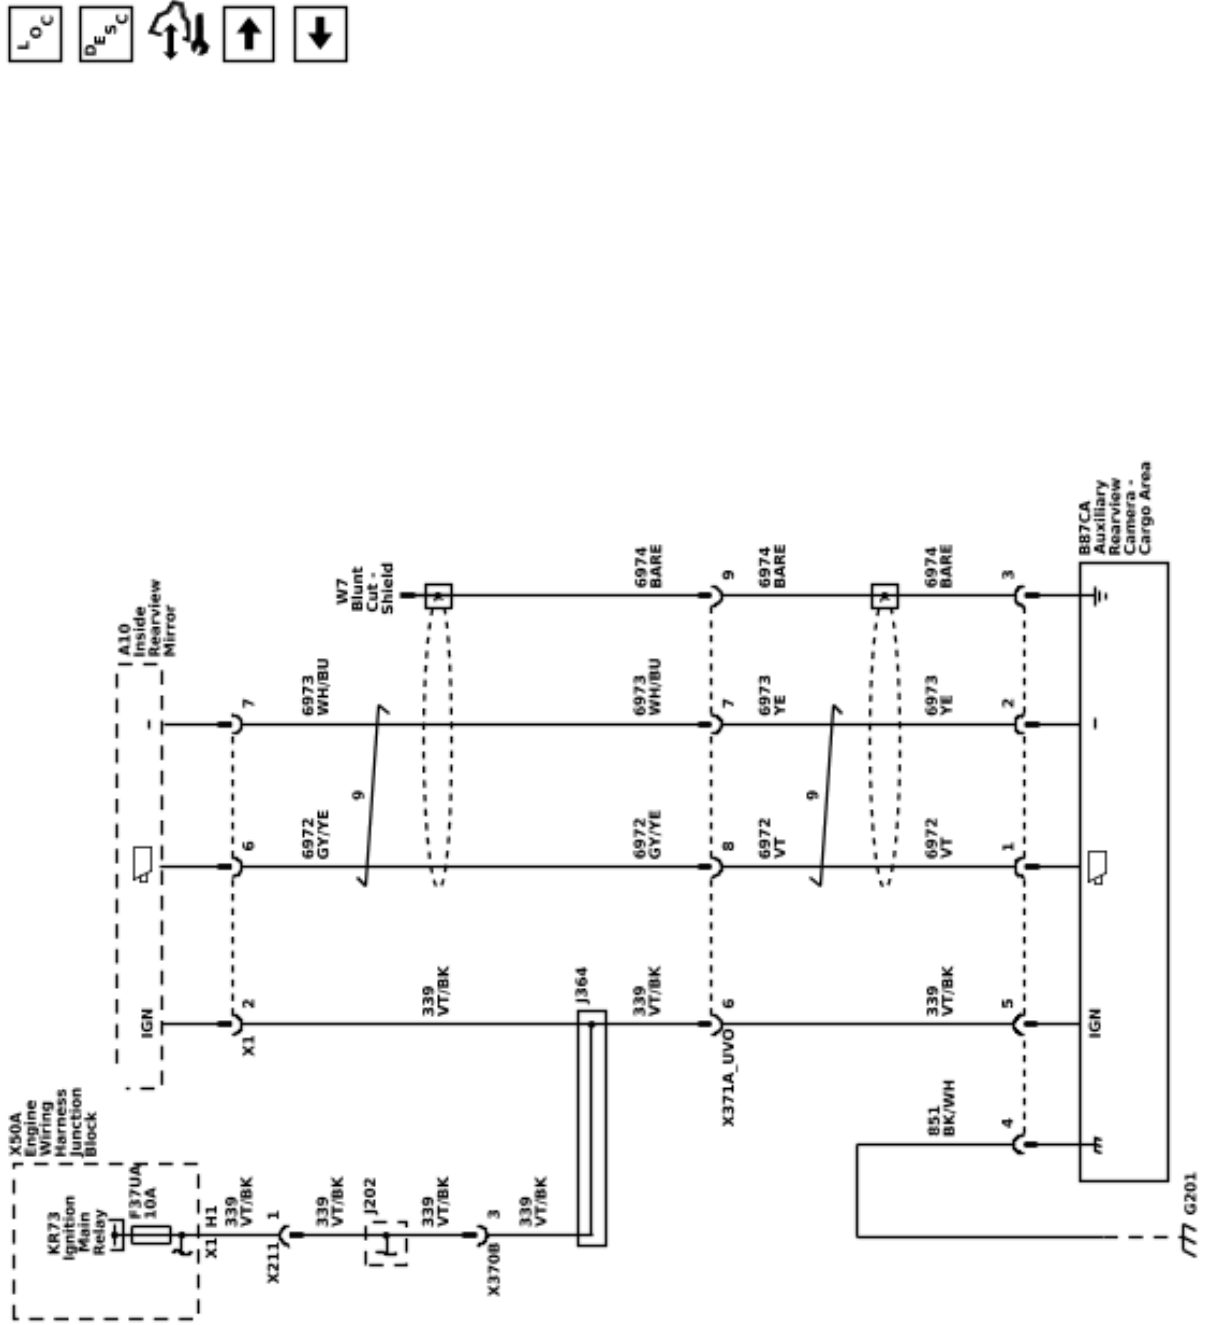 LOC
DESC
X50A
Engine
Wiring
Harness
Junction
Block
KR73
Ignition
Main
Relay
F37UA
10A
X1
H1
339
VT/BK
X211
1
339
VT/BK
J202
339
VT/BK
X370B
3
339
VT/BK
A10
Inside
Rearview
Mirror
IGN
X1
2
6
7
339
VT/BK
6972
GY/YE
6973
WH/BU
W7
Blunt
Cut -
Shield
9
J364
339
VT/BK
6972
GY/YE
6973
WH/BU
6974
BARE
X371A_UVO
6
8
7
9
6972
VT
6973
YE
6974
BARE
9
851
BK/WH
339
VT/BK
6972
VT
6973
YE
6974
BARE
4
5
1
2
3
IGN
B87CA
Auxiliary
Rearview
Camera -
Cargo Area
G201